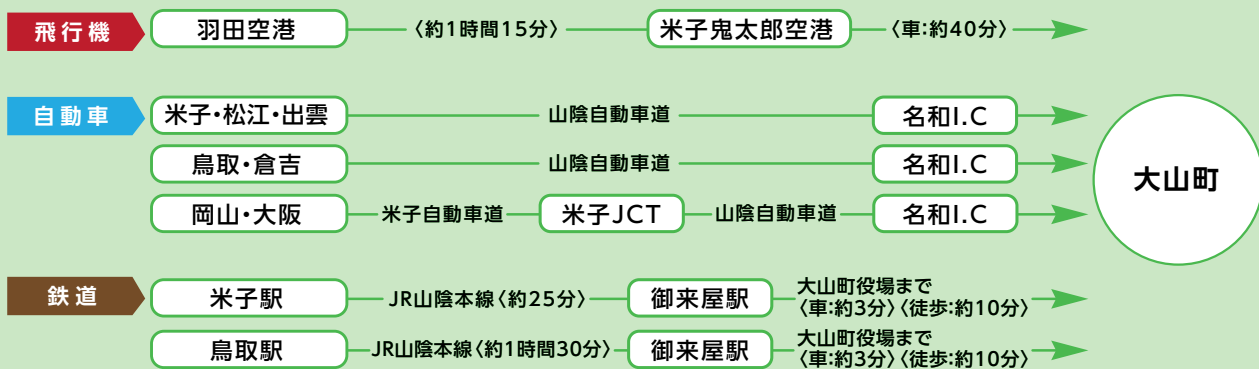 飛行機 羽田空港 〈約1時間15分〉 米子鬼太郎空港 〈車:約40分〉
自動車 米子・松江・出雲 山陰自動車道 名和I.C
鳥取・倉吉 山陰自動車道 名和I.C
大山町
岡山・大阪 米子自動車道 米子JCT 山陰自動車道 名和I.C
鉄道 米子駅 JR山陰本線〈約25分〉 御来屋駅 大山町役場まで
〈車:約3分〉〈徒歩:約10分〉
鳥取駅 JR山陰本線〈約1時間30分〉 御来屋駅 大山町役場まで
〈車:約3分〉〈徒歩:約10分〉